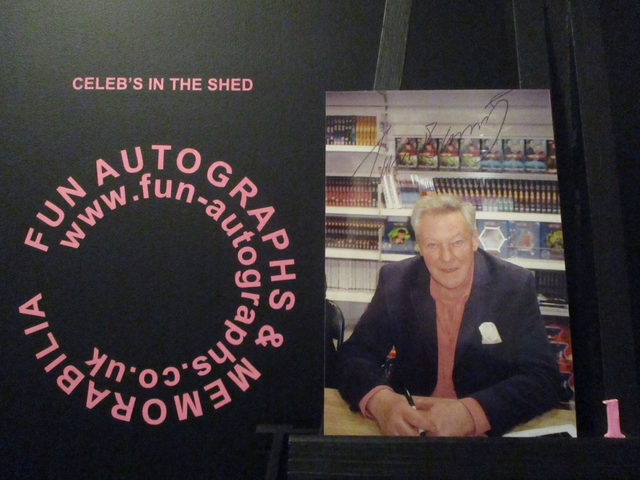 CELEB'S IN THE SHED
FUN AUTOGRAPHS & MEMORABILIA
www.fun-autographs.co.uk
1